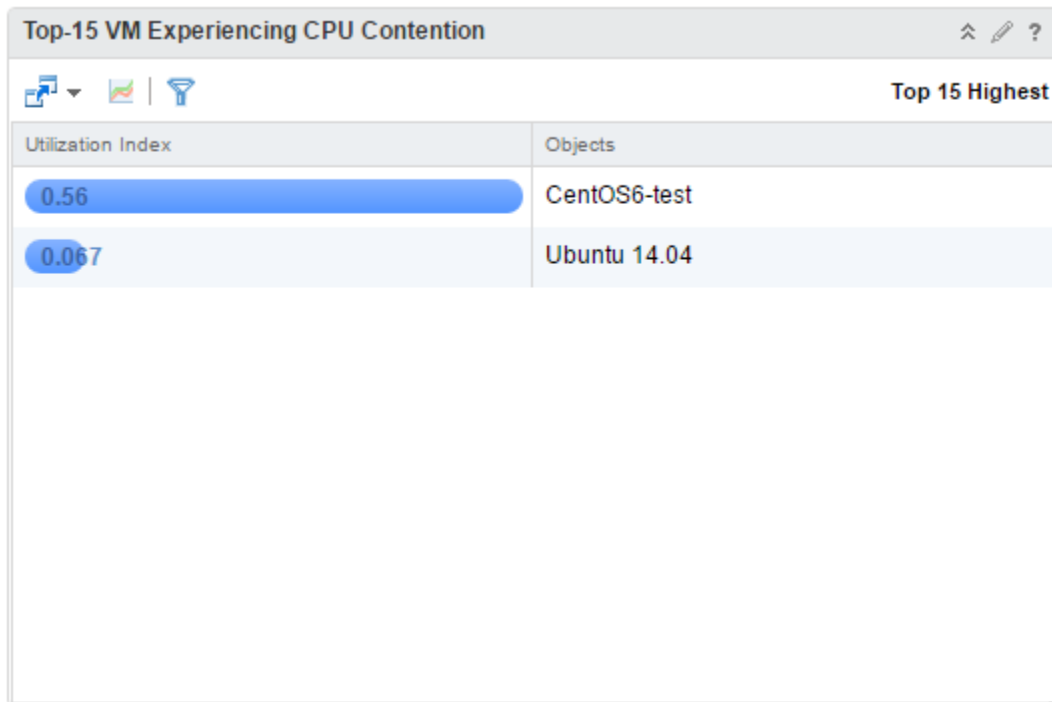 Top-15 VM Experiencing CPU Contention ?
Top 15 Highest
Utilization Index Objects
0.56 CentOS6-test
0.067 Ubuntu 14.04